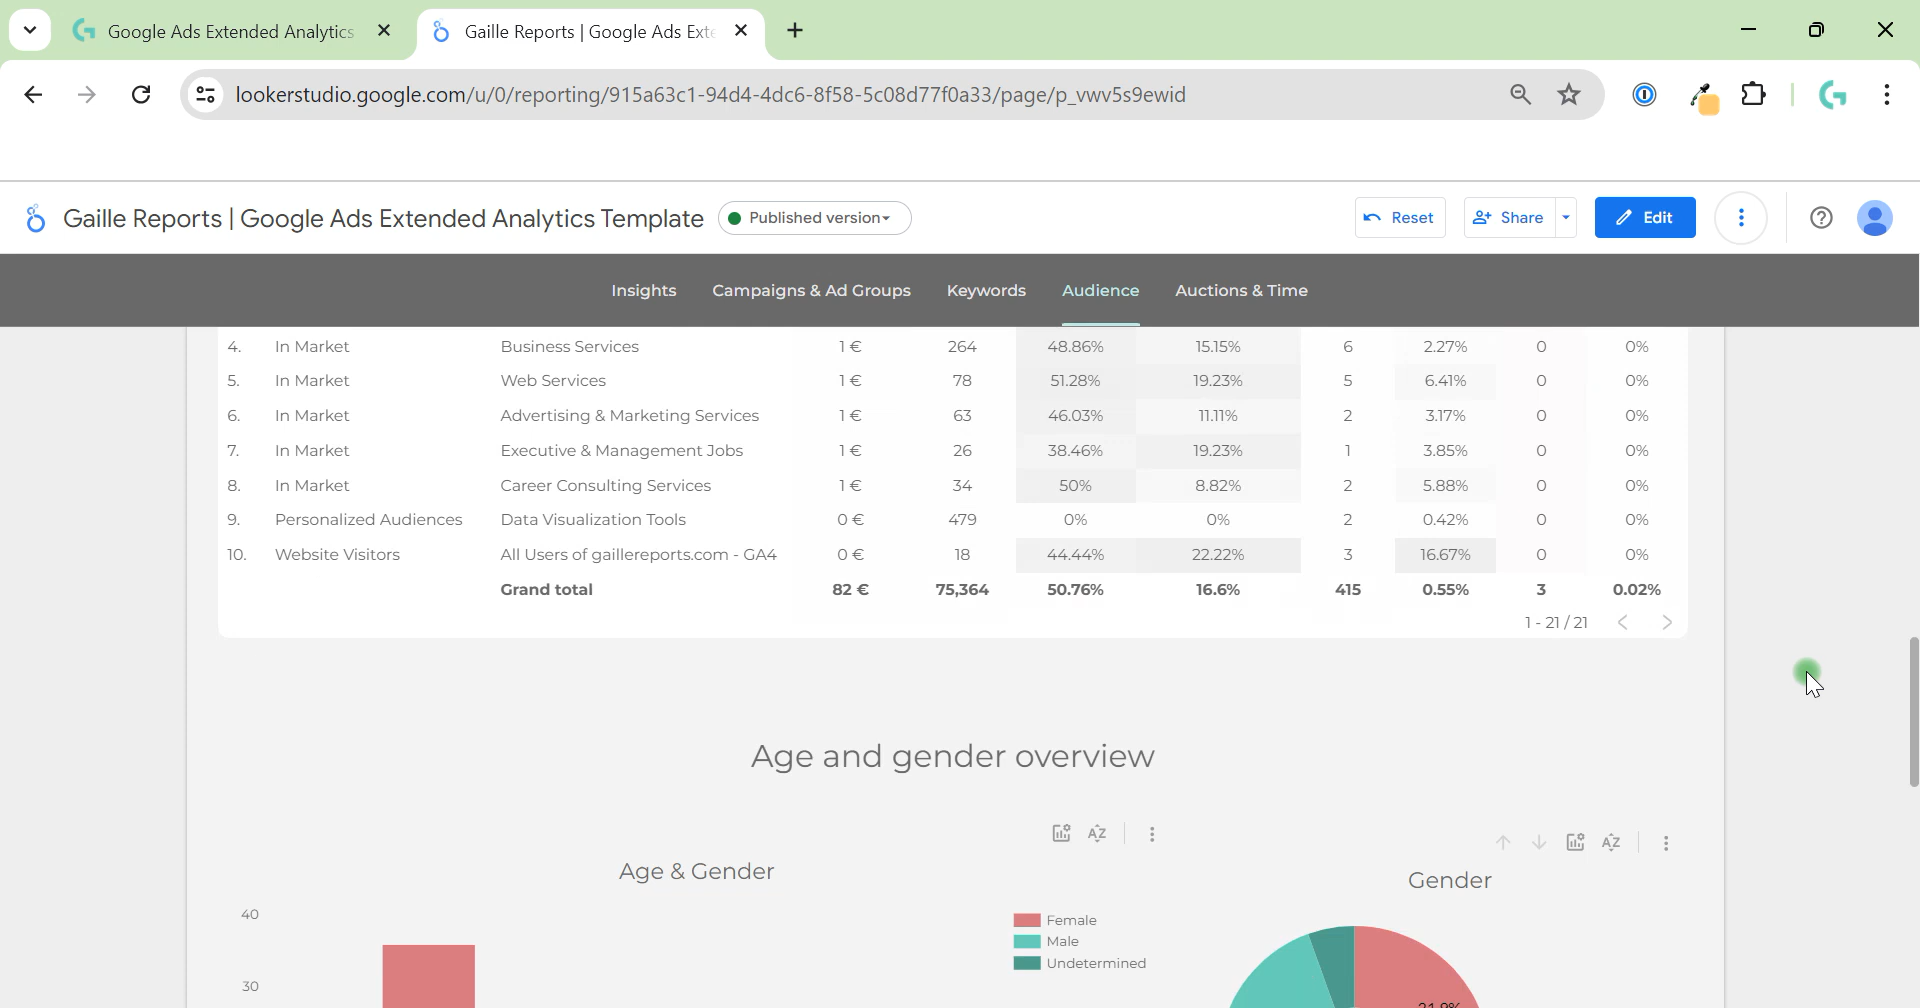 Google Ads Extended Analytics
Gaille Reports | Google Ads Exte
lookerstudio.google.com/u/0/reporting/915a63c1-94d4-4dc6-8f58-5c08d77f0a33/page/p_vwv5s9ewid
Gaille Reports | Google Ads Extended Analytics Template
Published version
Reset
Share
Edit
Insights
Campaigns & Ad Groups
Keywords
Audience
Auctions & Time
4. In Market Business Services 1 € 264 48.86% 15.15% 6 2.27% 0 0%
5. In Market Web Services 1 € 78 51.28% 19.23% 5 6.41% 0 0%
6. In Market Advertising & Marketing Services 1 € 63 46.03% 11.11% 2 3.17% 0 0%
7. In Market Executive & Management Jobs 1 € 26 38.46% 19.23% 1 3.85% 0 0%
8. In Market Career Consulting Services 1 € 34 50% 8.82% 2 5.88% 0 0%
9. Personalized Audiences Data Visualization Tools 0 € 479 0% 0% 2 0.42% 0 0%
10. Website Visitors All Users of gaillereports.com - GA4 0 € 18 44.44% 22.22% 3 16.67% 0 0%
Grand total 82 € 75,364 50.76% 16.6% 415 0.55% 3 0.02%
1 - 21 / 21
Age and gender overview
Age & Gender
Gender
40
30
Female
Male
Undetermined